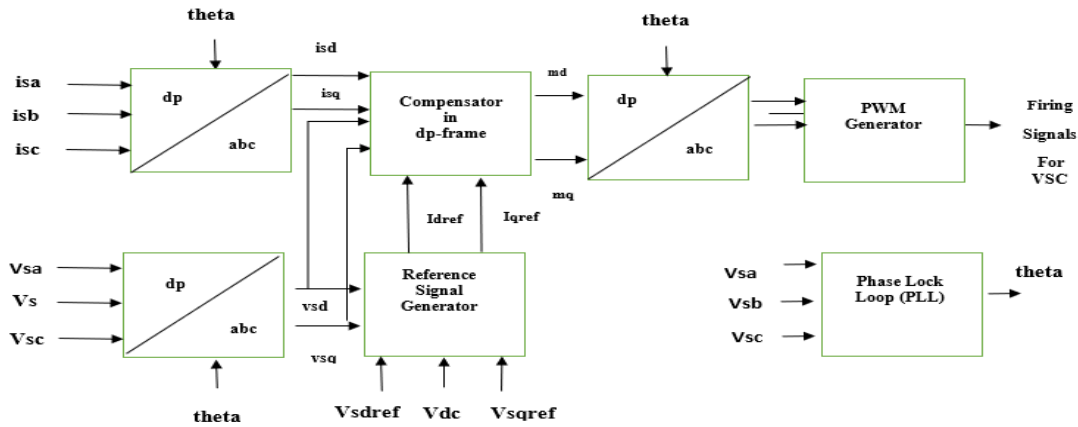 theta
isa
isb
isc
dp
abc
isd
isq
Compensator
in
dp-frame
md
mq
theta
dp
abc
PWM
Generator
Firing
Signals
For
VSC
Idref
Iqref
Vsa
Vs
Vsc
dp
abc
theta
vsd
vsq
Reference
Signal
Generator
Vsdref
Vdc
Vsqref
Vsa
Vsb
Vsc
Phase Lock
Loop (PLL)
theta